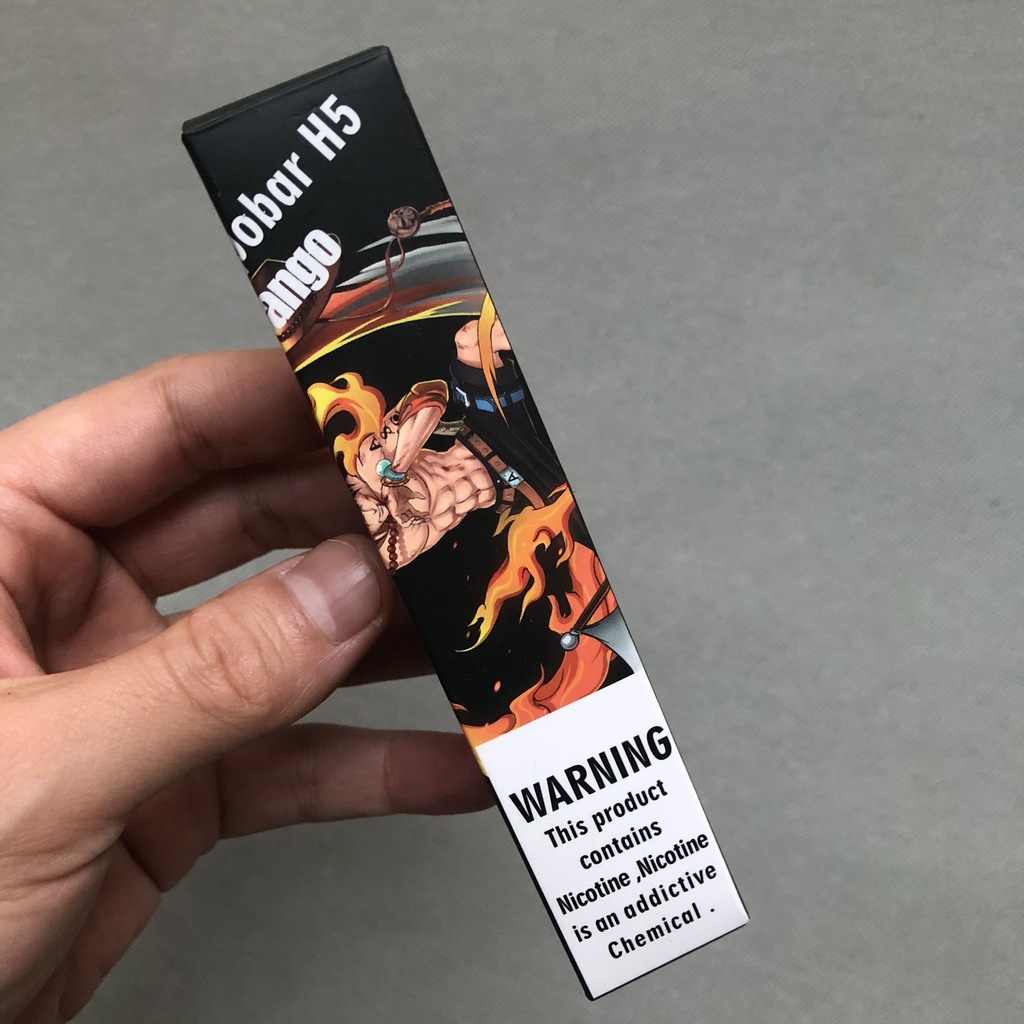 obar H5
ango
WARNING
This product
contains
Nicotine ,Nicotine
is an addictive
Chemical .